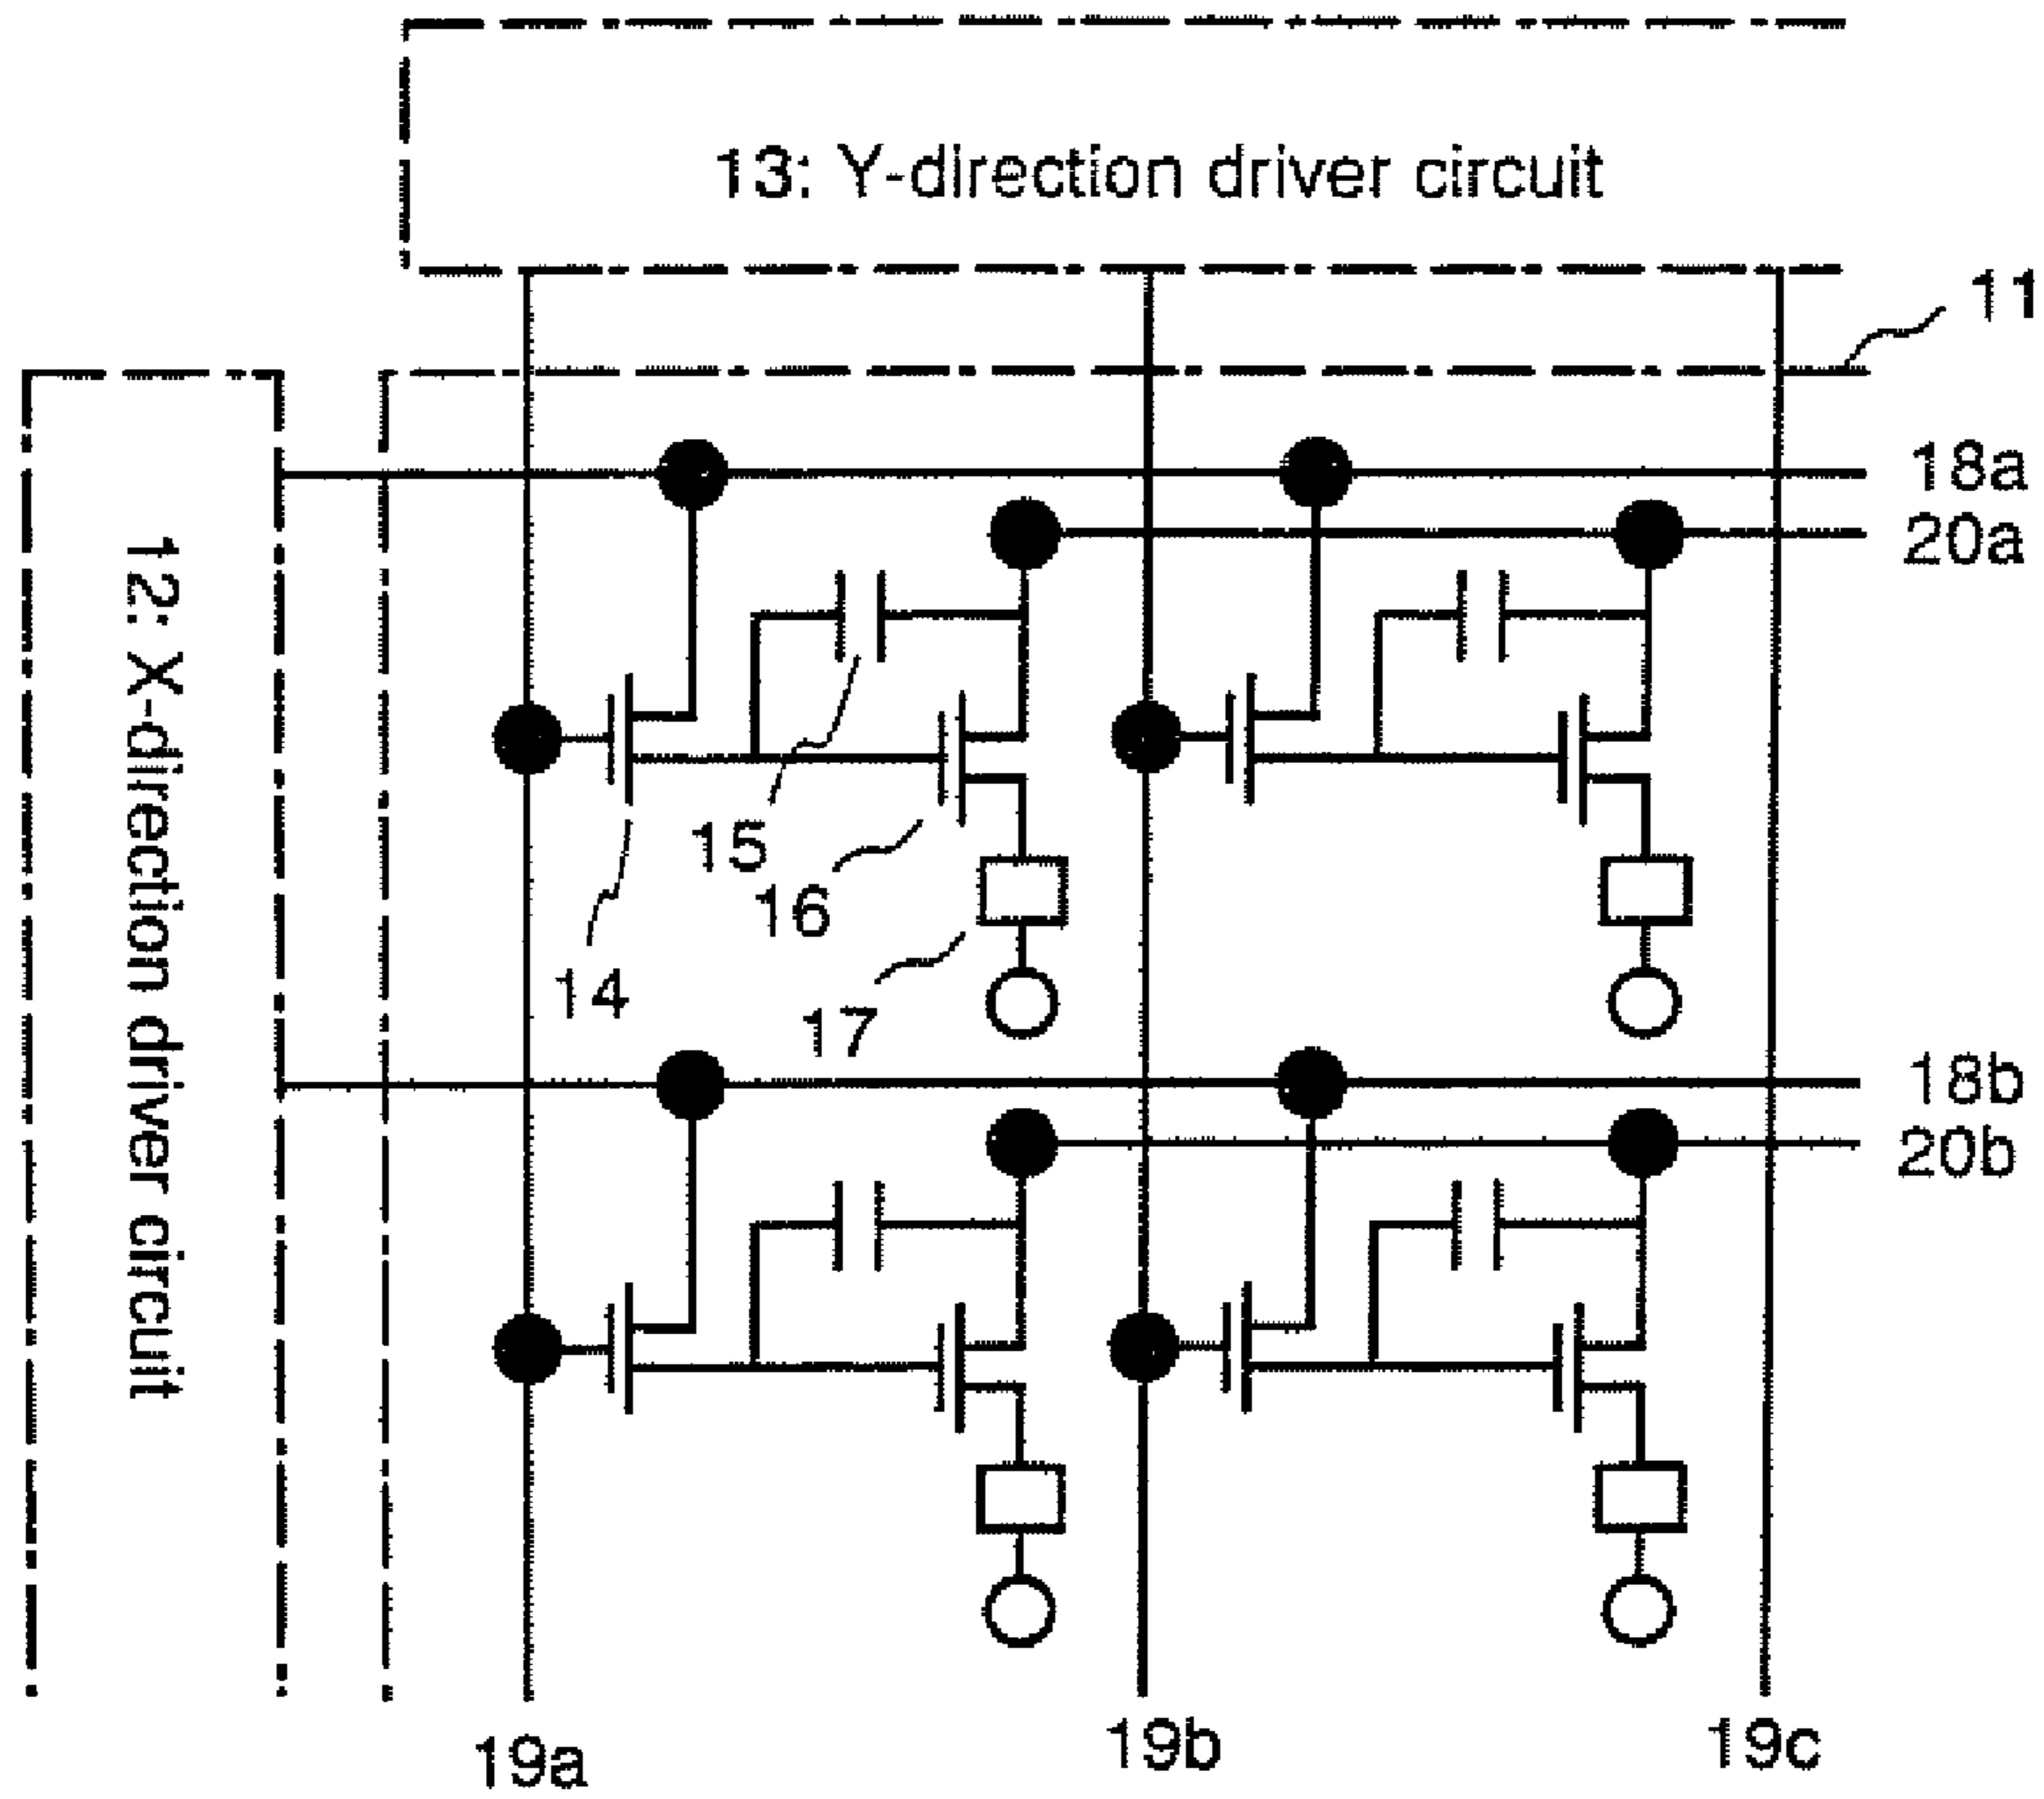 13: Y-direction driver circuit
11
18a
20a
12: X-direction driver circuit
15
16
14
17
18b
20b
19a
19b
19c